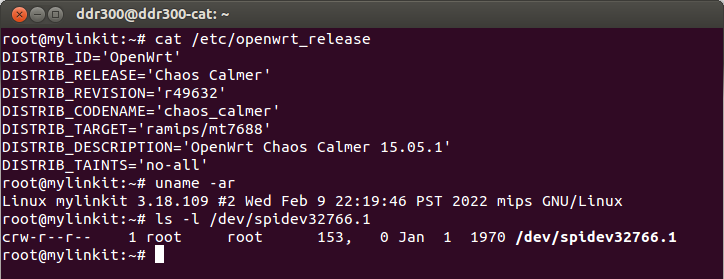 ddr300@ddr300-cat: ~
root@mylinkit:~# cat /etc/openwrt_release
DISTRIB_ID='OpenWrt'
DISTRIB_RELEASE='Chaos Calmer'
DISTRIB_REVISION='r49632'
DISTRIB_CODENAME='chaos_calmer'
DISTRIB_TARGET='ramips/mt7688'
DISTRIB_DESCRIPTION='OpenWrt Chaos Calmer 15.05.1'
DISTRIB_TAINTS='no-all'
root@mylinkit:~# uname -ar
Linux mylinkit 3.18.109 #2 Wed Feb 9 22:19:46 PST 2022 mips GNU/Linux
root@mylinkit:~# ls -l /dev/spidev32766.1
crw-r--r--    1 root     root      153,   0 Jan  1  1970 /dev/spidev32766.1
root@mylinkit:~#